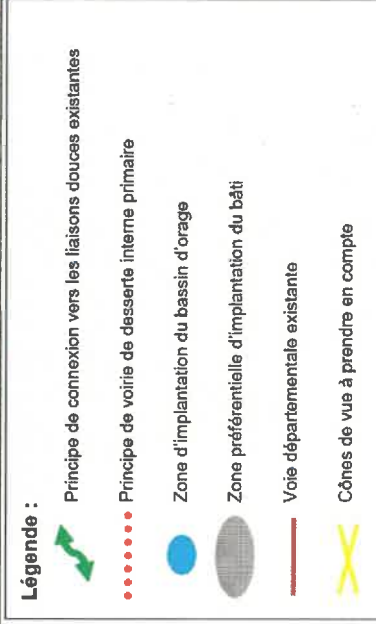 Légende :
Principe de connexion vers les liaisons douces existantes
Principe de voirie de desserte interne primaire
Zone d'implantation du bassin d'orage
Zone préférentielle d'implantation du bâti
Voie départementale existante
Cônes de vue à prendre en compte